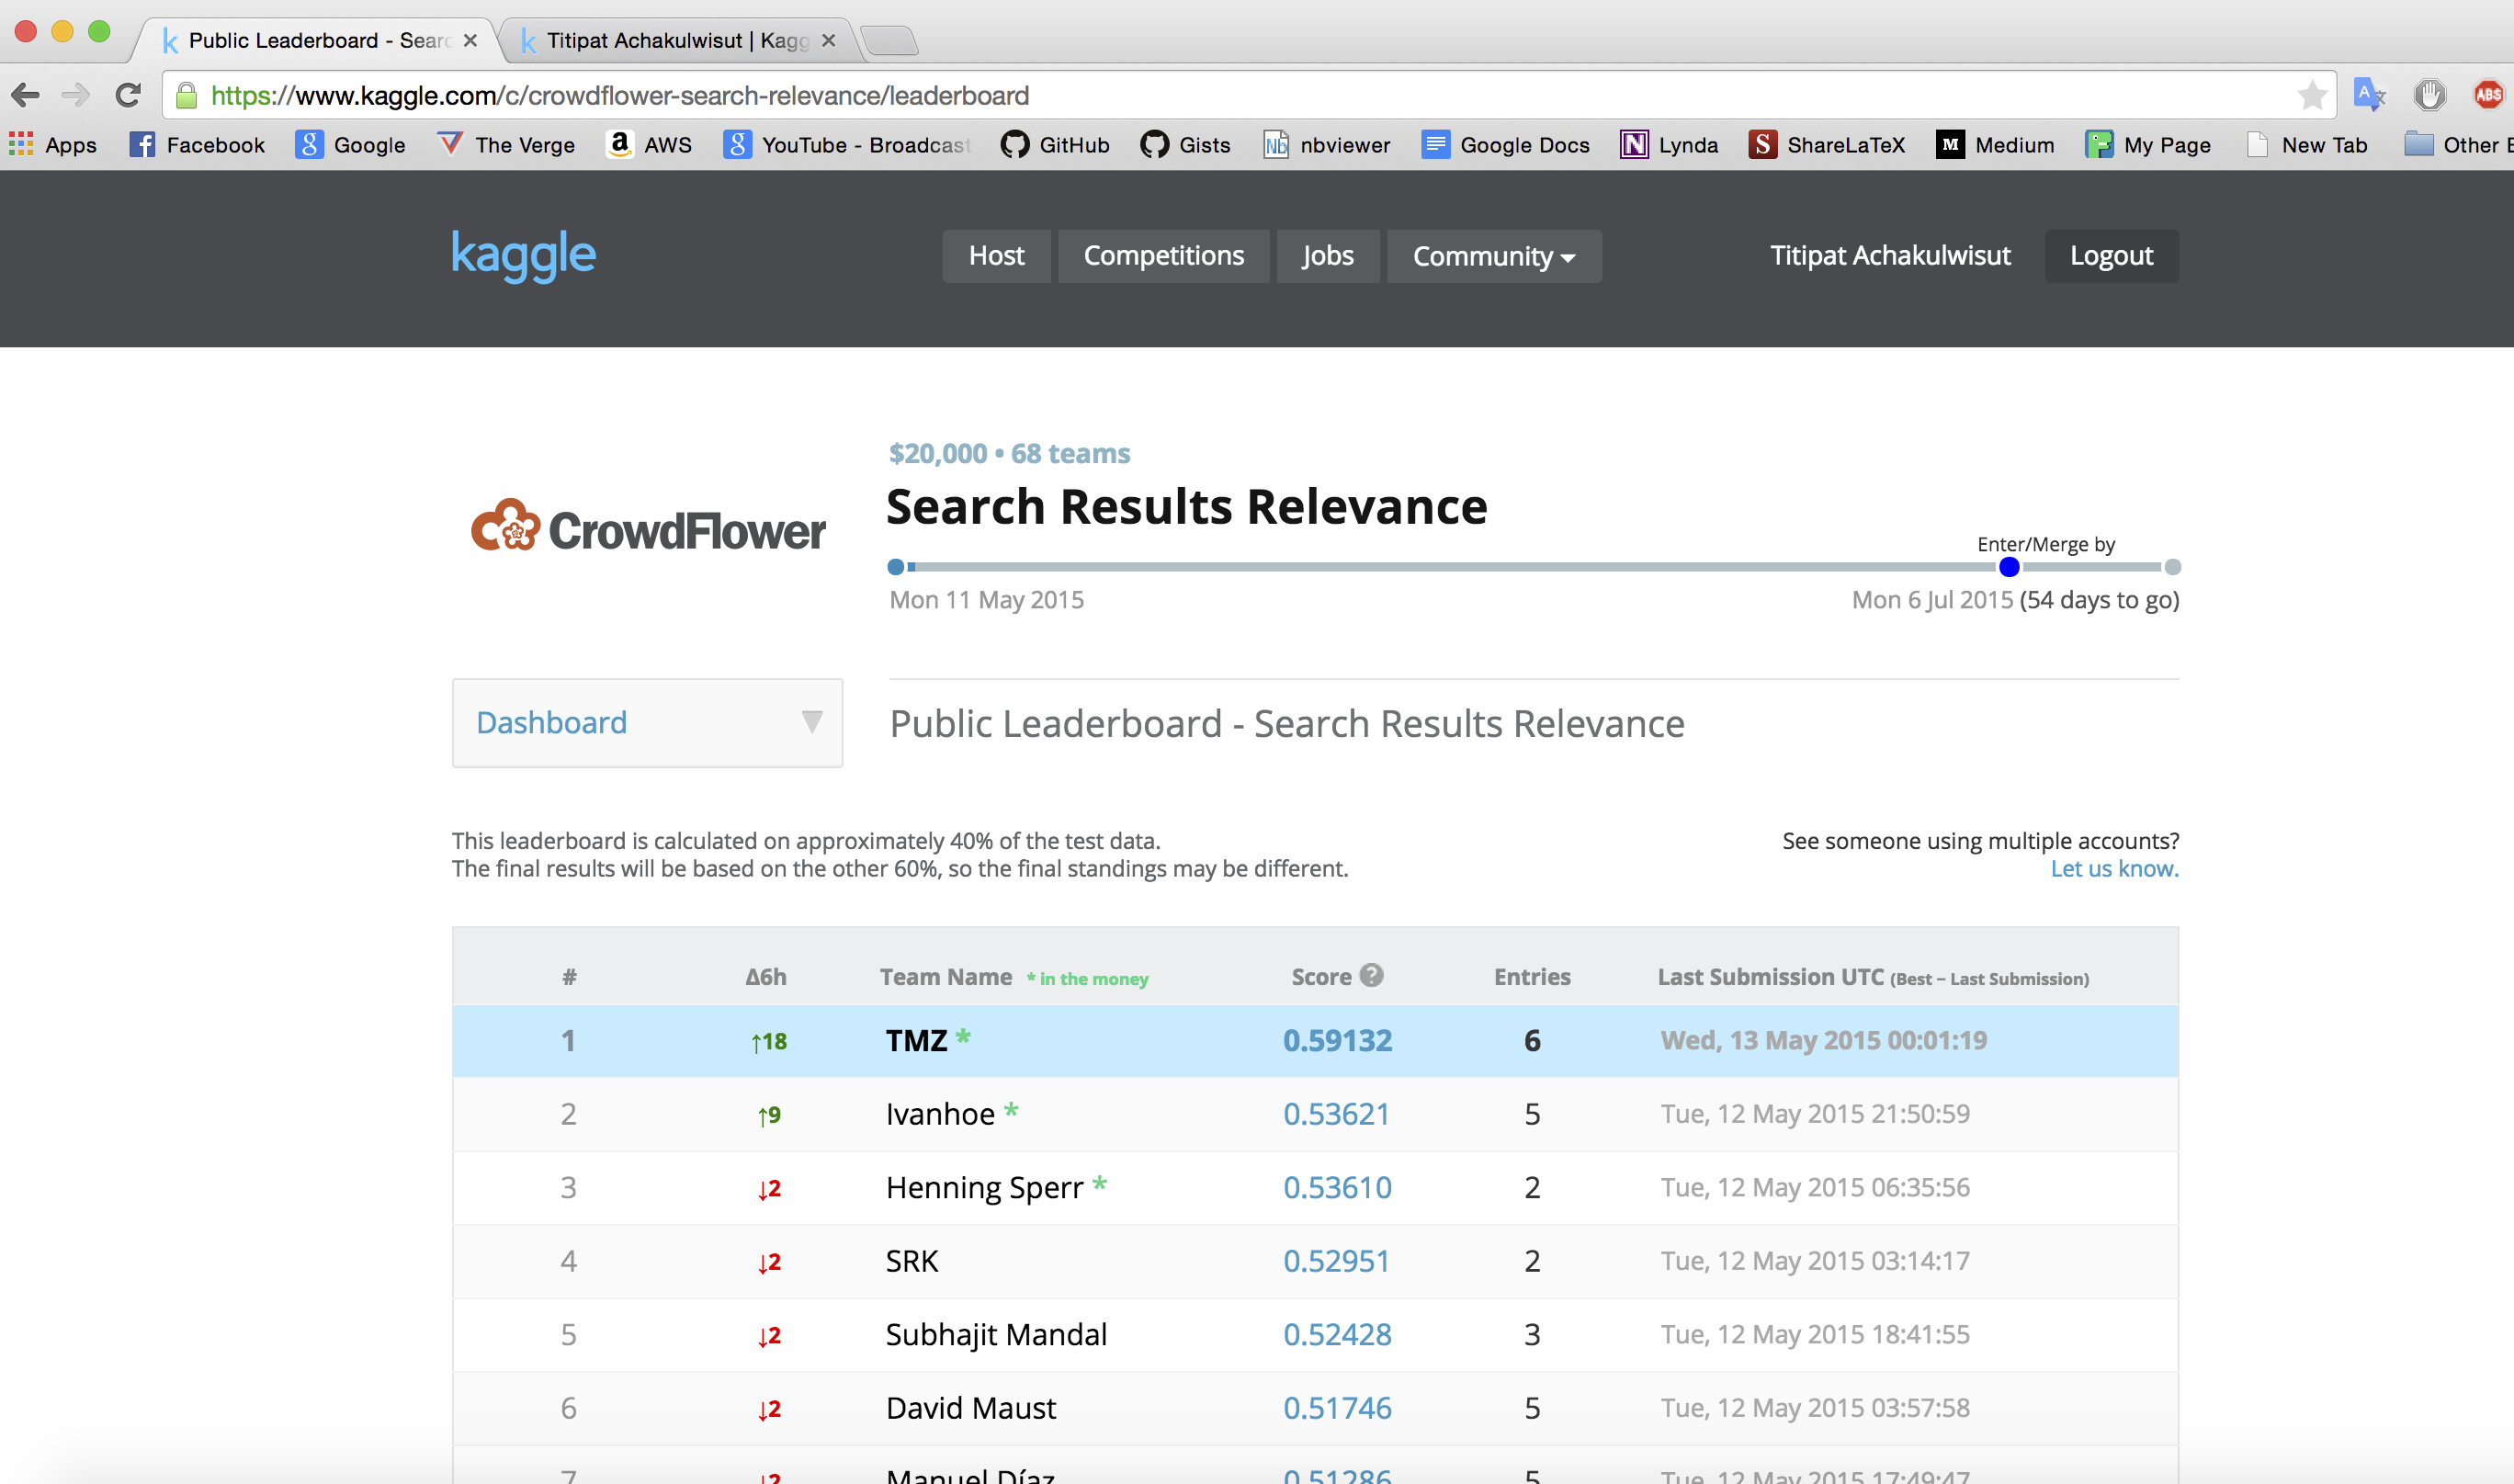 Public Leaderboard - Sear
Titipat Achakulwisut | Kagg
https://www.kaggle.com/c/crowdflower-search-relevance/leaderboard
Apps Facebook Google The Verge AWS YouTube - Broadcast GitHub Gists nbviewer Google Docs Lynda ShareLaTeX Medium My Page New Tab Other B
kaggle Host Competitions Jobs Community Titipat Achakulwisut Logout
$20,000 • 68 teams
Search Results Relevance
CrowdFlower
Enter/Merge by
Mon 11 May 2015 Mon 6 Jul 2015 (54 days to go)
Dashboard
Public Leaderboard - Search Results Relevance
This leaderboard is calculated on approximately 40% of the test data.
The final results will be based on the other 60%, so the final standings may be different.
See someone using multiple accounts?
Let us know.
# Δ6h Team Name * in the money Score ? Entries Last Submission UTC (Best – Last Submission)
1 ↑18 TMZ * 0.59132 6 Wed, 13 May 2015 00:01:19
2 ↑9 Ivanhoe * 0.53621 5 Tue, 12 May 2015 21:50:59
3 ↓2 Henning Sperr * 0.53610 2 Tue, 12 May 2015 06:35:56
4 ↓2 SRK 0.52951 2 Tue, 12 May 2015 03:14:17
5 ↓2 Subhajit Mandal 0.52428 3 Tue, 12 May 2015 18:41:55
6 ↓2 David Maust 0.51746 5 Tue, 12 May 2015 03:57:58
7 ↓2 Manuel Díaz 0.51286 5 Tue, 12 May 2015 17:49:47